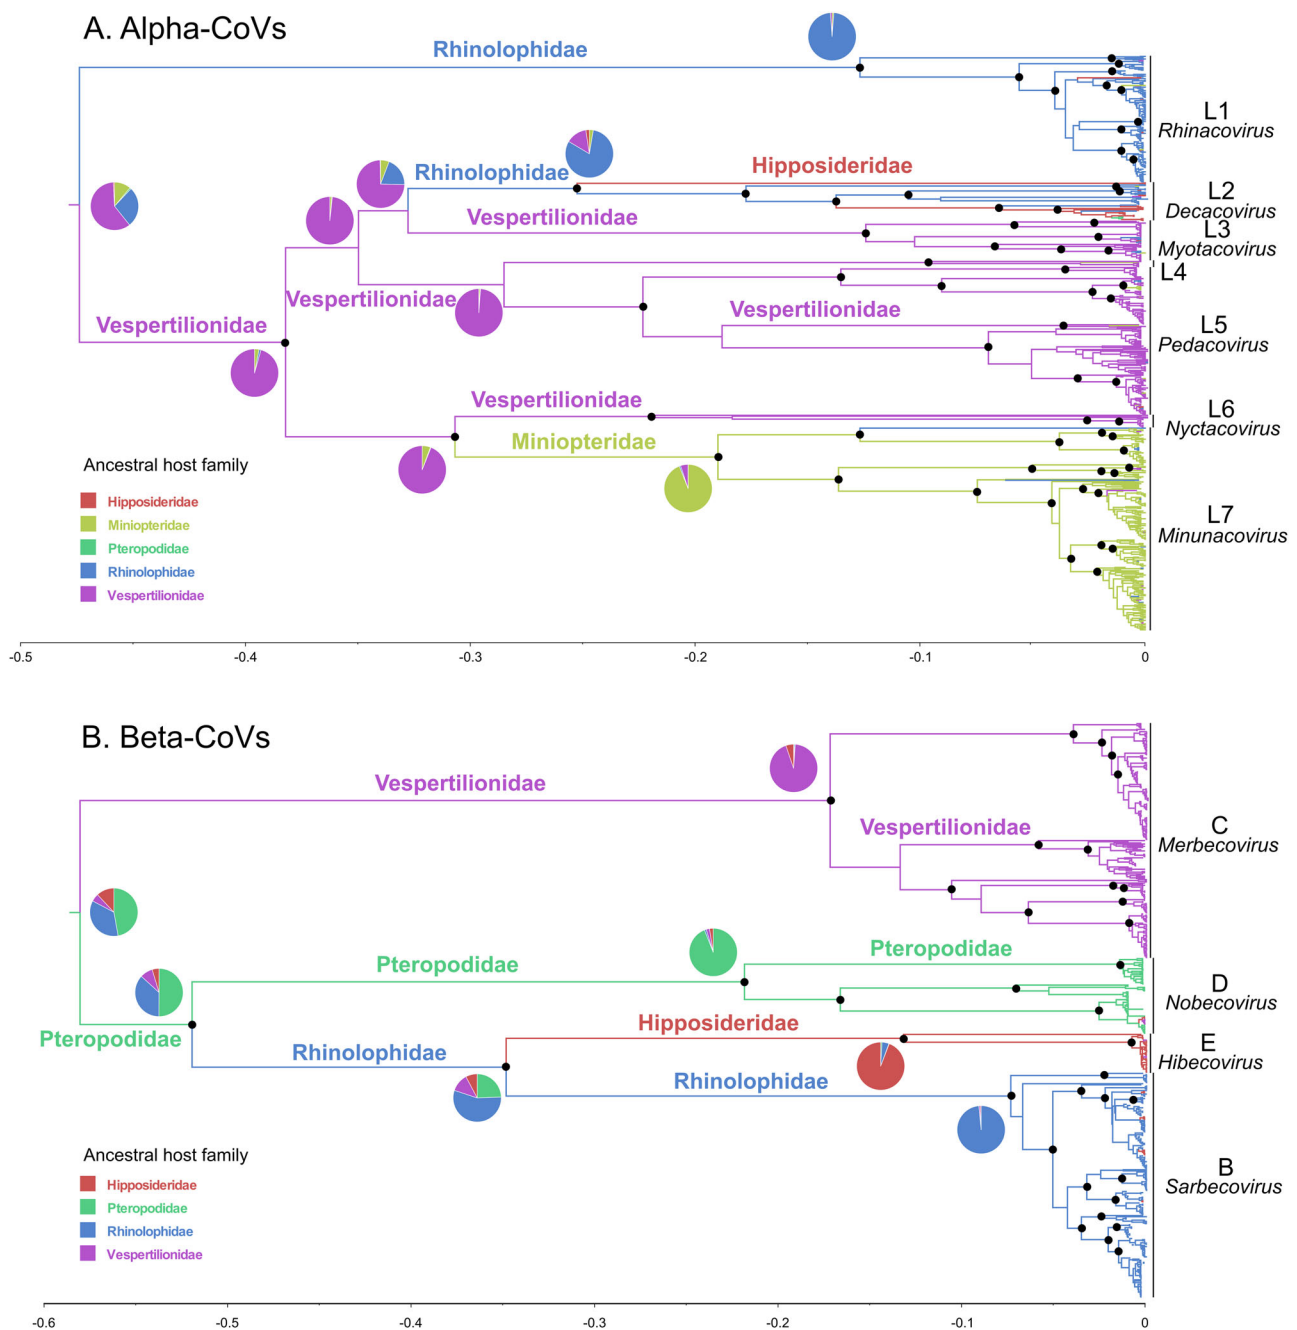 A. Alpha-CoVs
Rhinolophidae
L1
Rhinacovirus
Hipposideridae
Rhinolophidae
L2
Decacovirus
Vespertilionidae
L3
Myotacovirus
L4
Vespertilionidae
Vespertilionidae
Vespertilionidae
L5
Pedacovirus
Vespertilionidae
L6
Nyctacovirus
Miniopteridae
L7
Minunacovirus
Ancestral host family
Hipposideridae
Miniopteridae
Pteropodidae
Rhinolophidae
Vespertilionidae
-0.5 -0.4 -0.3 -0.2 -0.1 0
B. Beta-CoVs
Vespertilionidae
Vespertilionidae
C
Merbecovirus
Pteropodidae
Pteropodidae
D
Nobecovirus
Hipposideridae
Pteropodidae
E
Hibecovirus
Rhinolophidae
Rhinolophidae
B
Sarbecovirus
Ancestral host family
Hipposideridae
Pteropodidae
Rhinolophidae
Vespertilionidae
-0.6 -0.5 -0.4 -0.3 -0.2 -0.1 0